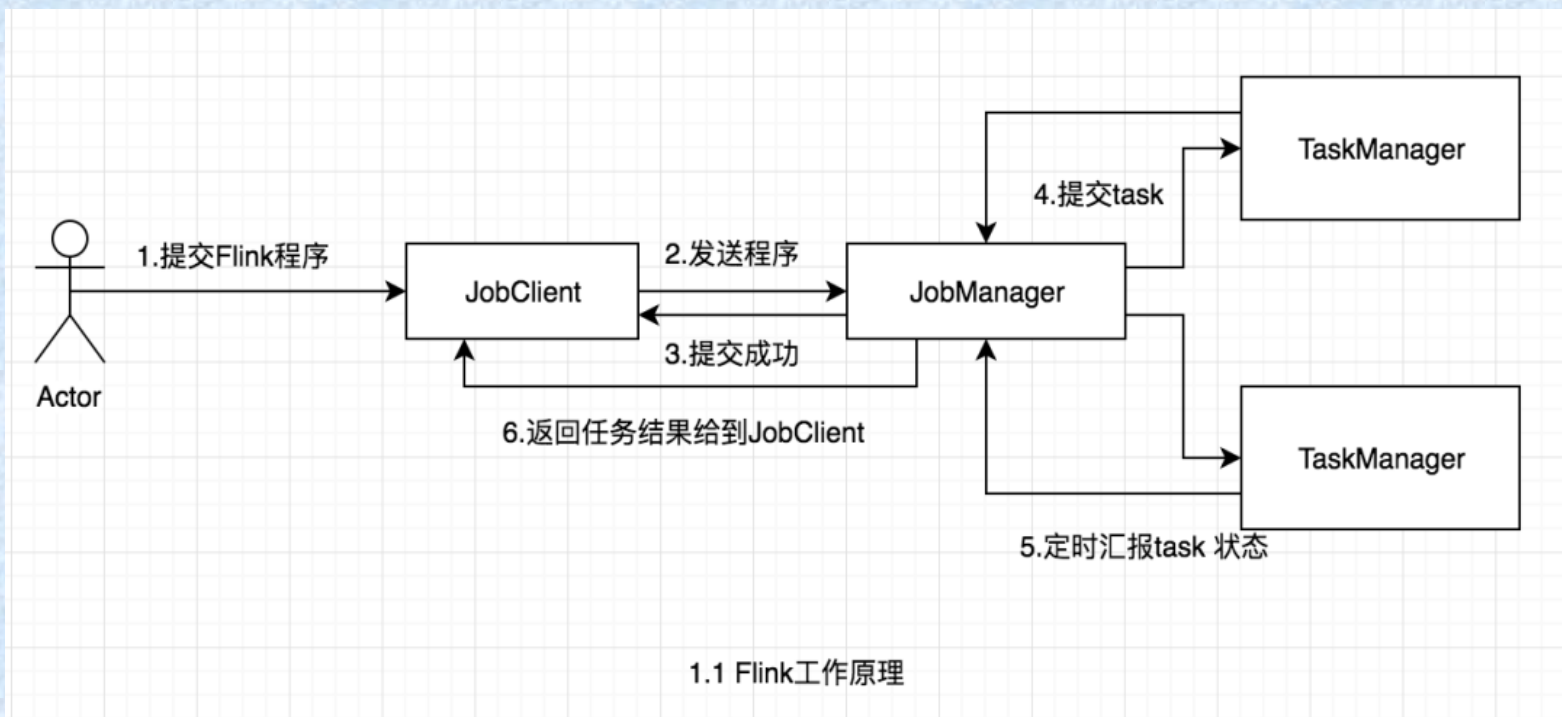 TaskManager
4.提交task
1.提交Flink程序
2.发送程序
JobClient
JobManager
3.提交成功
Actor
6.返回任务结果给到JobClient
TaskManager
5.定时汇报task 状态
1.1 Flink工作原理